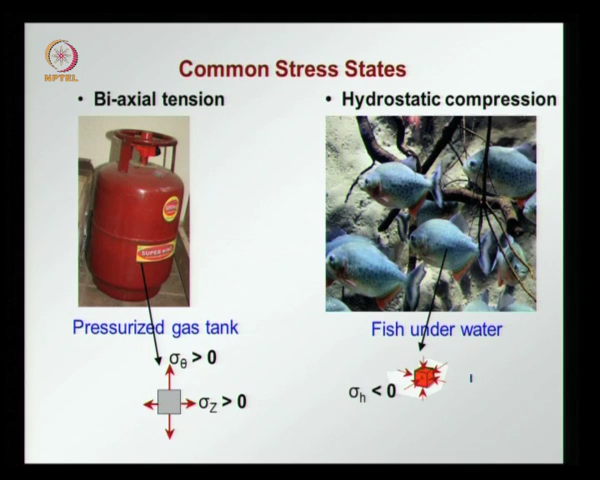 NPTEL
Common Stress States
• Bi-axial tension
• Hydrostatic compression
SUPER
Pressurized gas tank
Fish under water
σθ > 0
σZ > 0
σh < 0